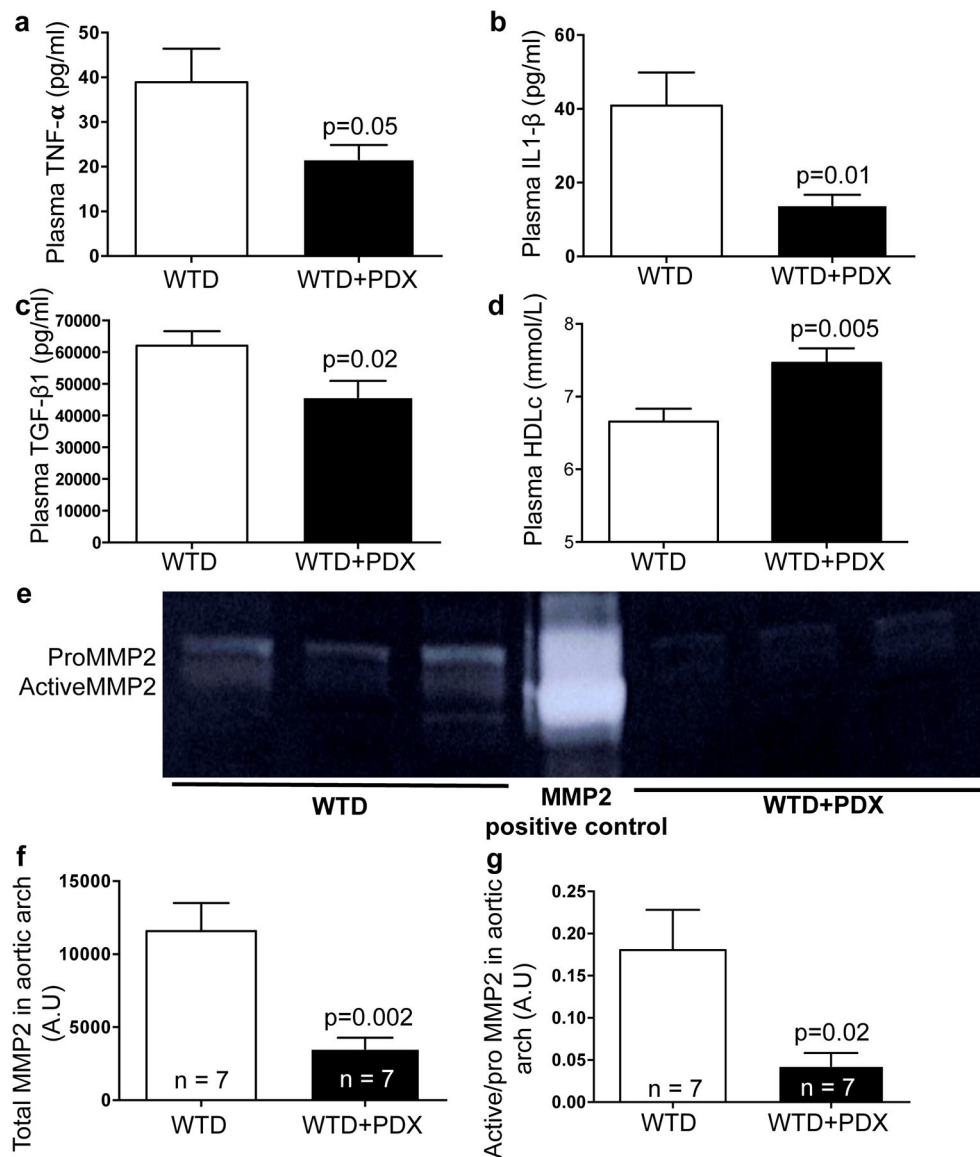 a
Plasma TNF-α (pg/ml)
50
40
30
20
10
0
p=0.05
WTD
WTD+PDX
b
Plasma IL1-β (pg/ml)
60
40
20
0
p=0.01
WTD
WTD+PDX
c
Plasma TGF-β1 (pg/ml)
70000
60000
50000
40000
30000
20000
10000
0
p=0.02
WTD
WTD+PDX
d
Plasma HDLc (mmol/L)
8
7
6
5
p=0.005
WTD
WTD+PDX
e
ProMMP2
ActiveMMP2
WTD
MMP2
positive control
WTD+PDX
f
Total MMP2 in aortic arch
(A.U)
15000
10000
5000
0
p=0.002
n = 7
n = 7
WTD
WTD+PDX
g
Active/pro MMP2 in aortic
arch (A.U)
0.25
0.20
0.15
0.10
0.05
0.00
p=0.02
n = 7
n = 7
WTD
WTD+PDX